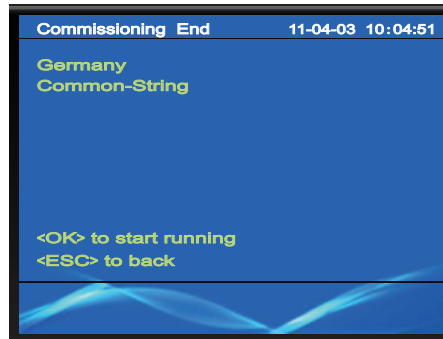 Commissioning End 11-04-03 10:04:51
Germany
Common-String
<OK> to start running
<ESC> to back